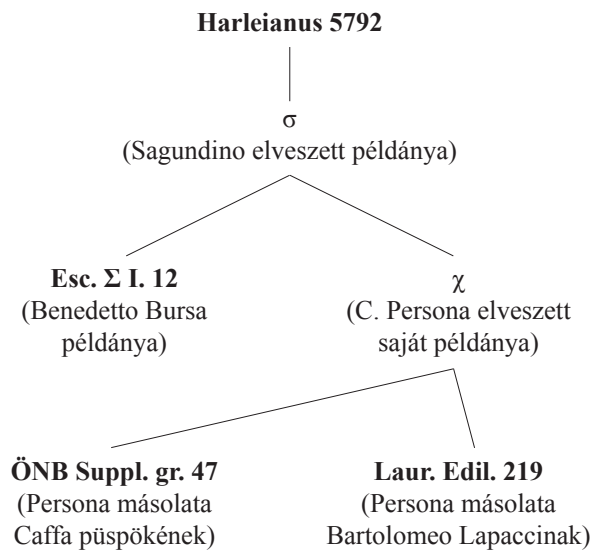 Harleianus 5792
σ
(Sagundino elveszett példánya)
Esc. Σ I. 12
(Benedetto Bursa
példánya)
χ
(C. Persona elveszett
saját példánya)
ÖNB Suppl. gr. 47
(Persona másolata
Caffa püspökének)
Laur. Edil. 219
(Persona másolata
Bartolomeo Lapaccinak)